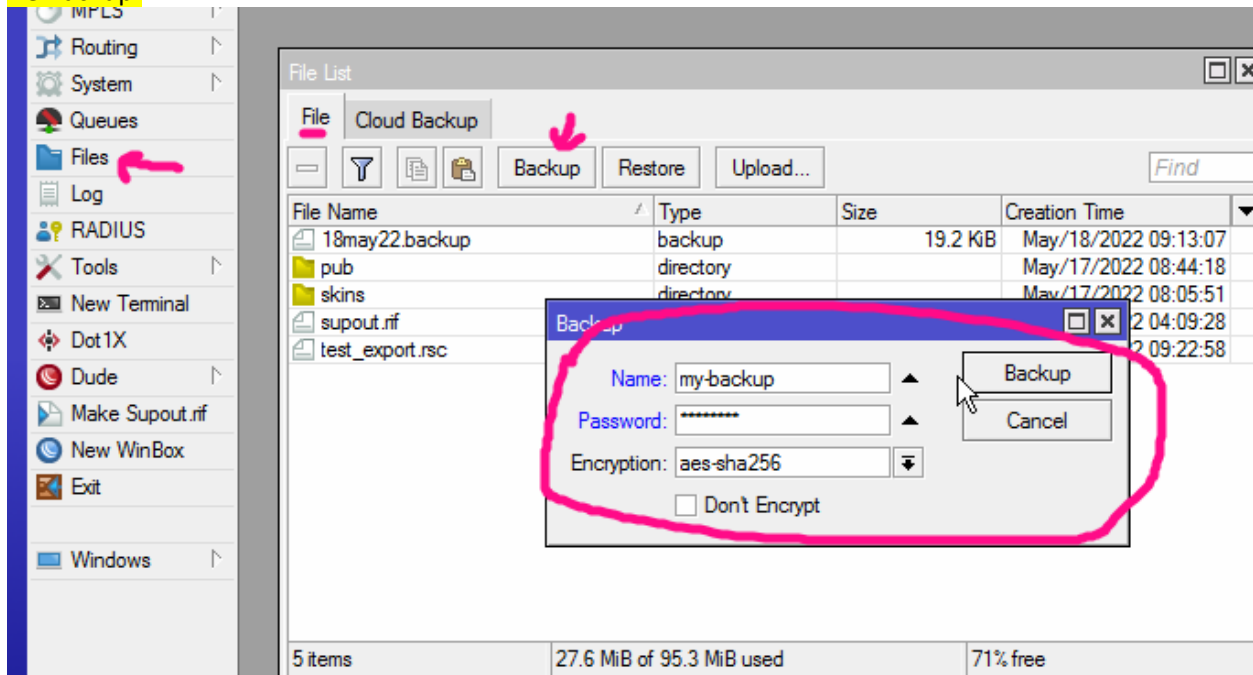 MPLS
Routing
System
Queues
Files
Log
RADIUS
Tools
New Terminal
Dot1X
Dude
Make Supout.rif
New WinBox
Exit
Windows
File List
File Cloud Backup
Backup Restore Upload... Find
File Name Type Size Creation Time
18may22.backup backup 19.2 KiB May/18/2022 09:13:07
pub directory May/17/2022 08:44:18
skins directory May/17/2022 08:05:51
supout.rif 2 04:09:28
test_export.rsc 2 09:22:58
Backup
Name: my-backup Backup
Password: ******** Cancel
Encryption: aes-sha256
Don't Encrypt
5 items 27.6 MiB of 95.3 MiB used 71% free